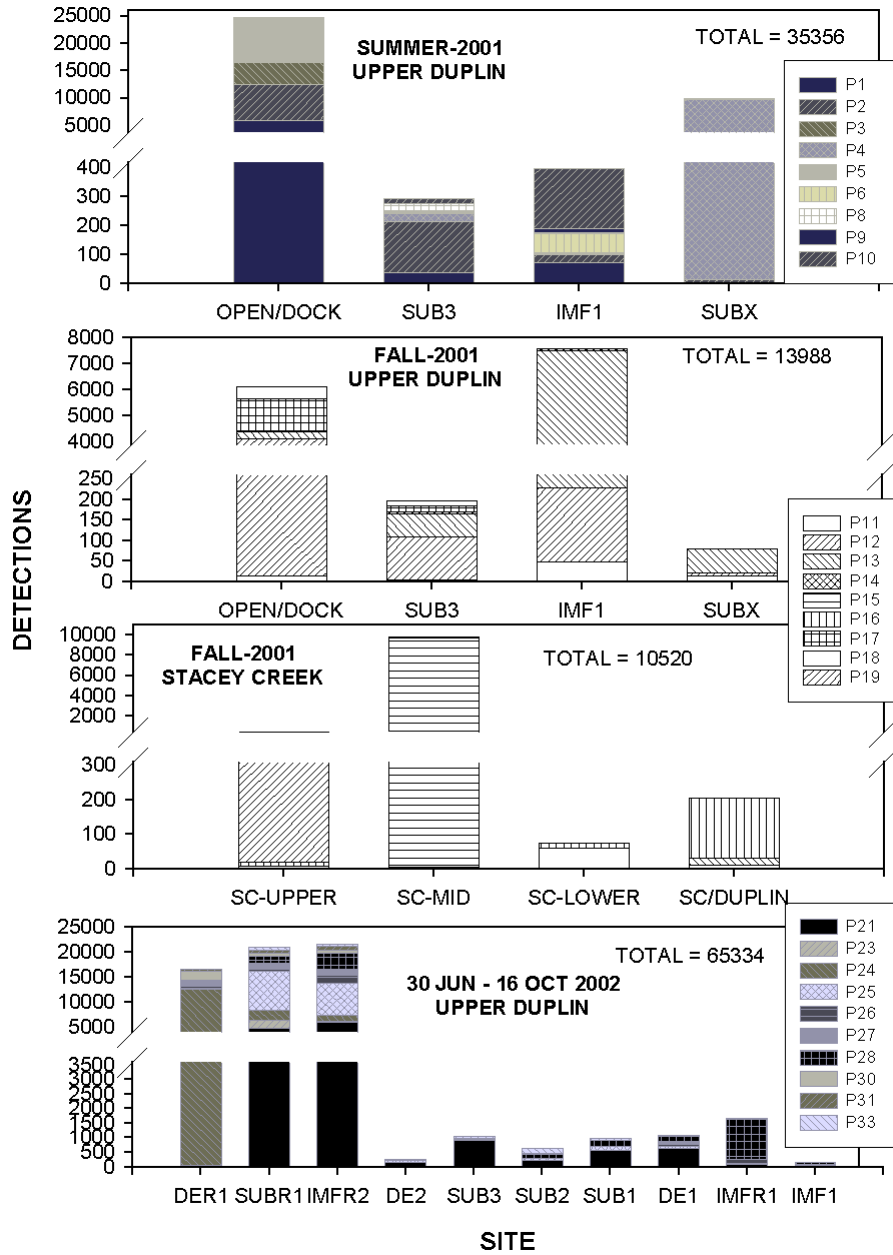 DETECTIONS
25000
20000
15000
10000
5000
400
300
200
100
0
SUMMER-2001
UPPER DUPLIN
TOTAL = 35356
P1
P2
P3
P4
P5
P6
P8
P9
P10
OPEN/DOCK SUB3 IMF1 SUBX
8000
7000
6000
5000
4000
250
200
150
100
50
0
FALL-2001
UPPER DUPLIN
TOTAL = 13988
OPEN/DOCK SUB3 IMF1 SUBX
P11
P12
P13
P14
P15
P16
P17
P18
P19
10000
8000
6000
4000
2000
300
200
100
0
FALL-2001
STACEY CREEK
TOTAL = 10520
SC-UPPER SC-MID SC-LOWER SC/DUPLIN
25000
20000
15000
10000
5000
3500
3000
2500
2000
1500
1000
500
0
TOTAL = 65334
30 JUN - 16 OCT 2002
UPPER DUPLIN
P21
P23
P24
P25
P26
P27
P28
P30
P31
P33
DER1 SUBR1 IMFR2 DE2 SUB3 SUB2 SUB1 DE1 IMFR1 IMF1
SITE